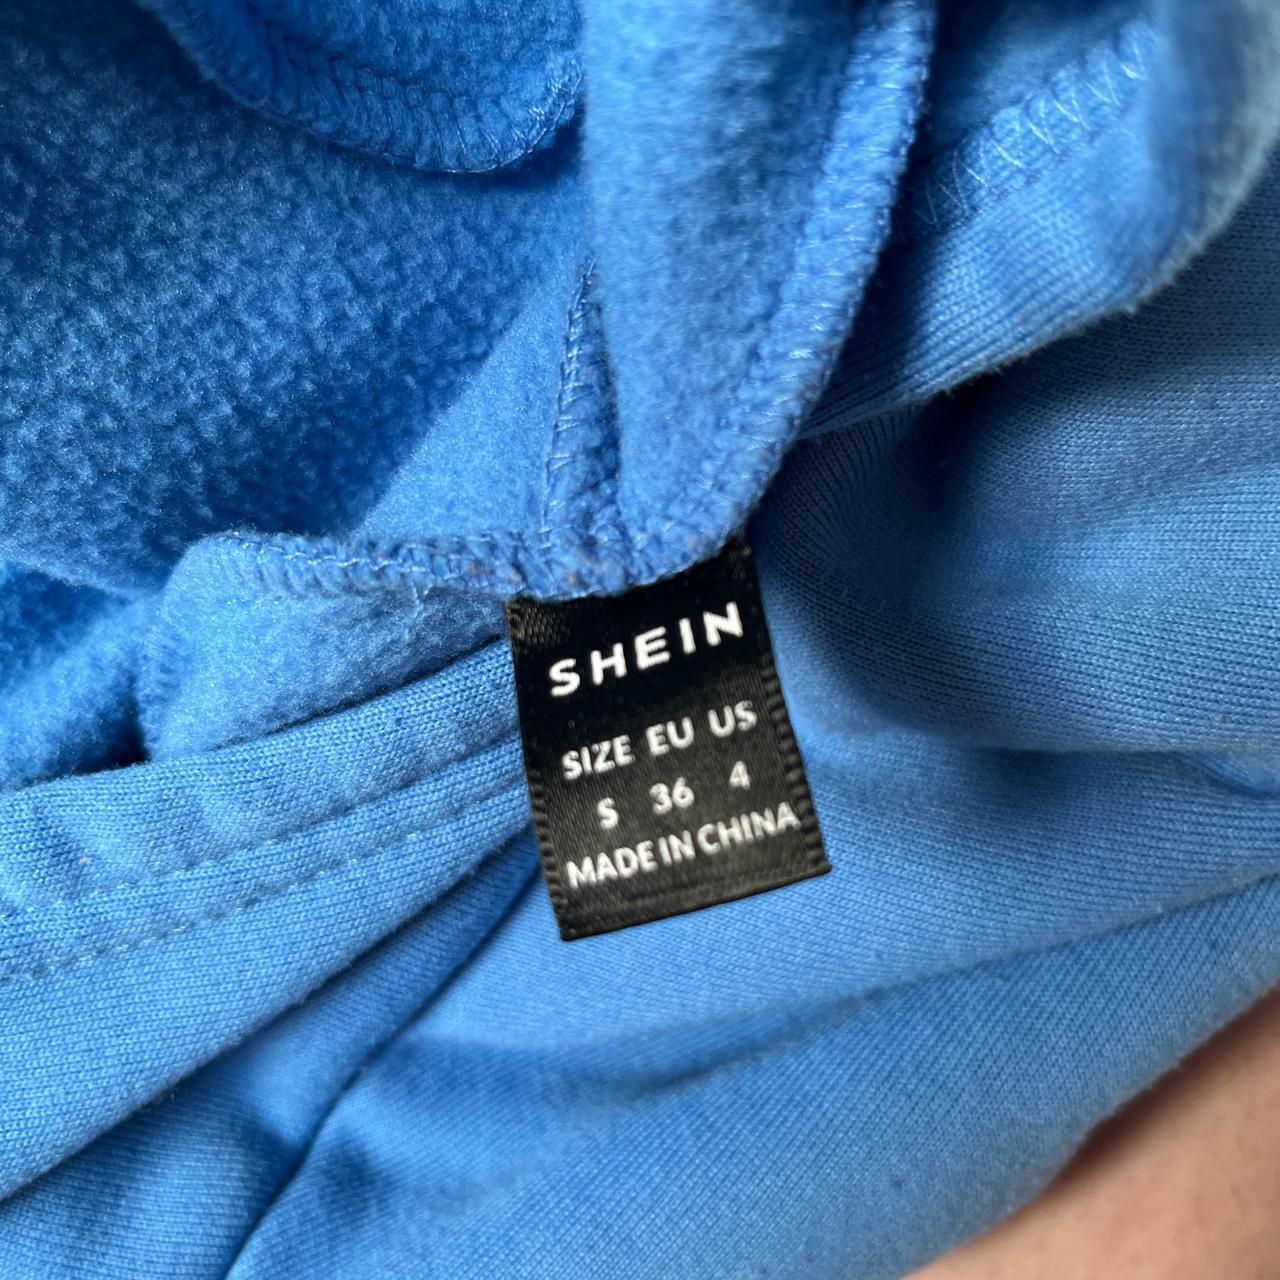 SHEIN
SIZE EU US
S 36 4
MADE IN CHINA